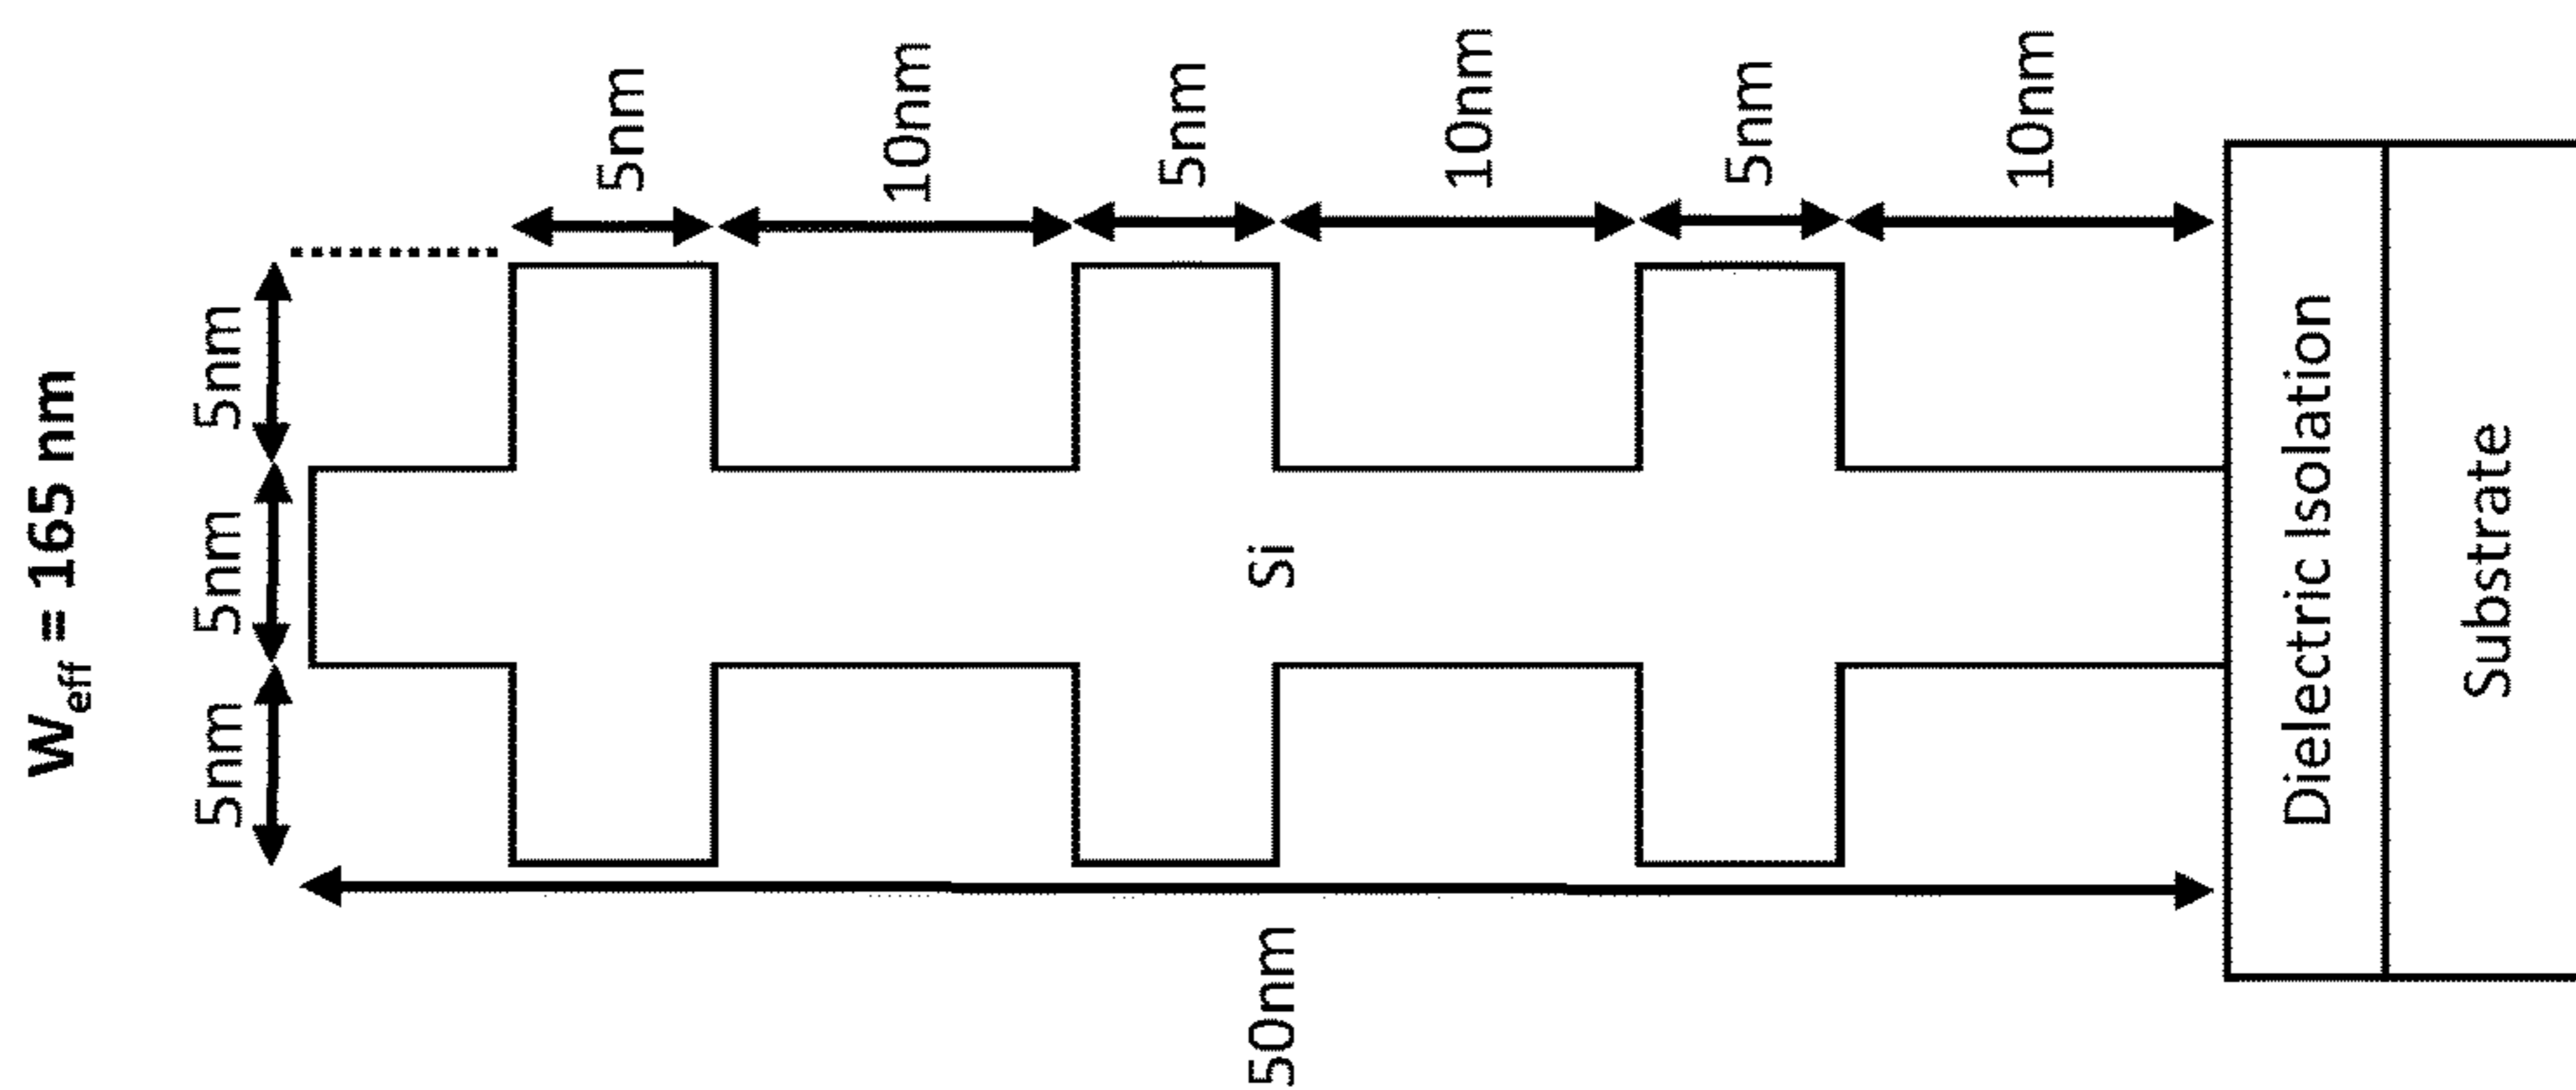 W_eff = 165 nm
5nm
5nm
5nm
5nm
10nm
5nm
10nm
5nm
10nm
50nm
Si
Dielectric Isolation
Substrate